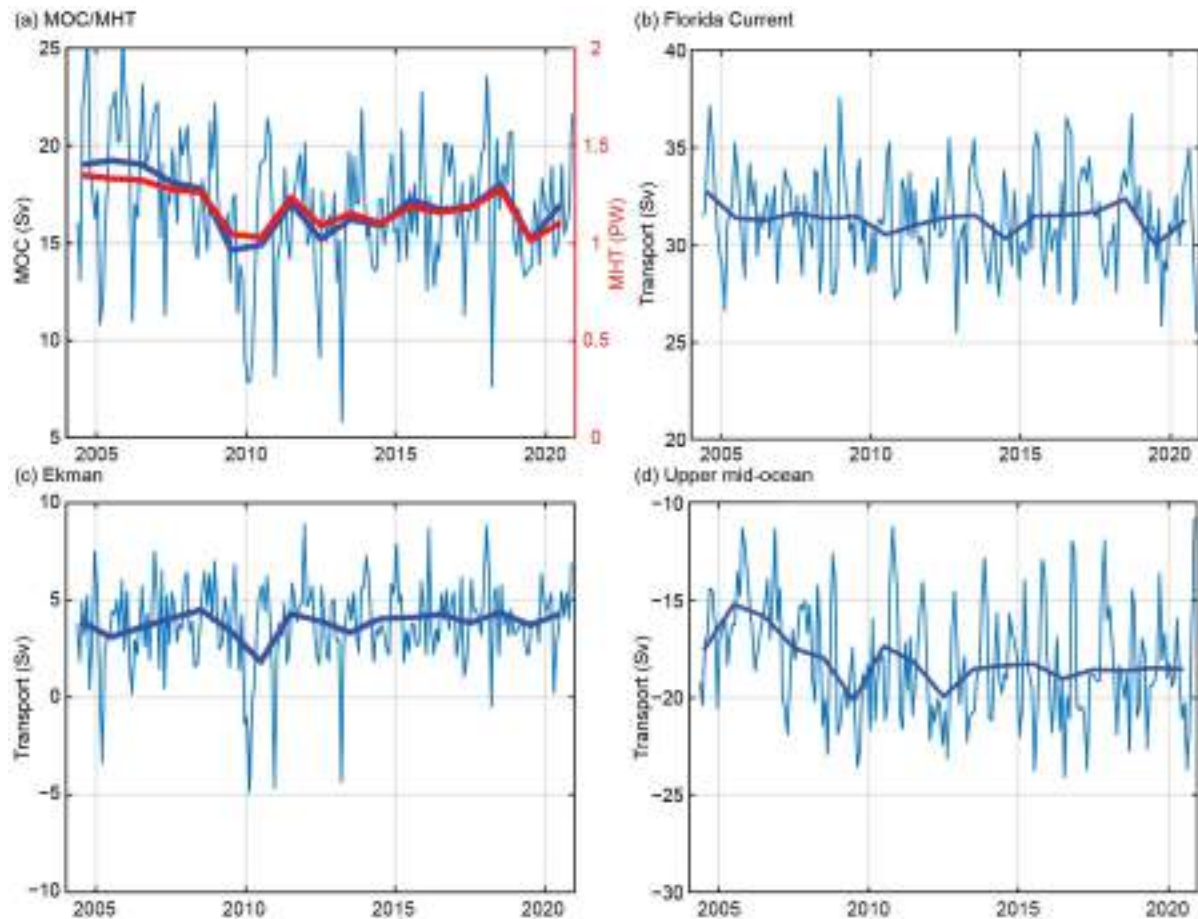 (a) MOC/MHT
25
20
15
10
5
MOC (Sv)
2
1.5
1
0.5
0
MHT (PW)
2005 2010 2015 2020
(b) Florida Current
40
35
30
25
20
Transport (Sv)
2005 2010 2015 2020
(c) Ekman
10
5
0
−5
−10
Transport (Sv)
2005 2010 2015 2020
(d) Upper mid-ocean
−10
−15
−20
−25
−30
Transport (Sv)
2005 2010 2015 2020